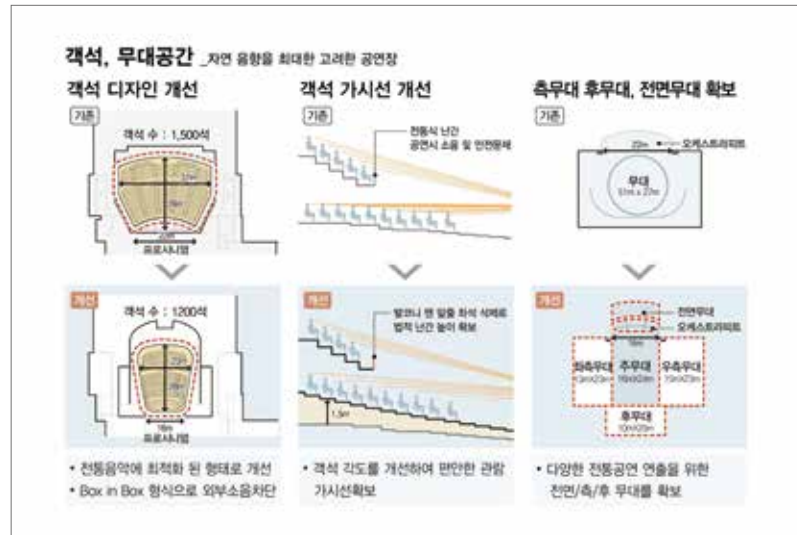 객석, 무대공간 _자연 음향을 최대한 고려한 공연장
객석 디자인 개선
기존
객석 수 : 1,500석
프로시니엄
개선
객석 수 : 1200석
16m
프로시니엄
• 전통음악에 최적화 된 형태로 개선
• Box in Box 형식으로 외부소음차단
객석 가시선 개선
기존
전동식 난간
공연시 소음 및 안전문제
개선
발코니 맨 앞줄 좌석 삭제로
법적 난간 높이 확보
1.5m
• 객석 각도를 개선하여 편안한 관람
가시선확보
측무대 후무대, 전면무대 확보
기존
22m
오케스트라피트
무대
개선
전면무대
오케스트라피트
좌측무대
주무대
우측무대
후무대
• 다양한 전통공연 연출을 위한
전면/측/후 무대를 확보